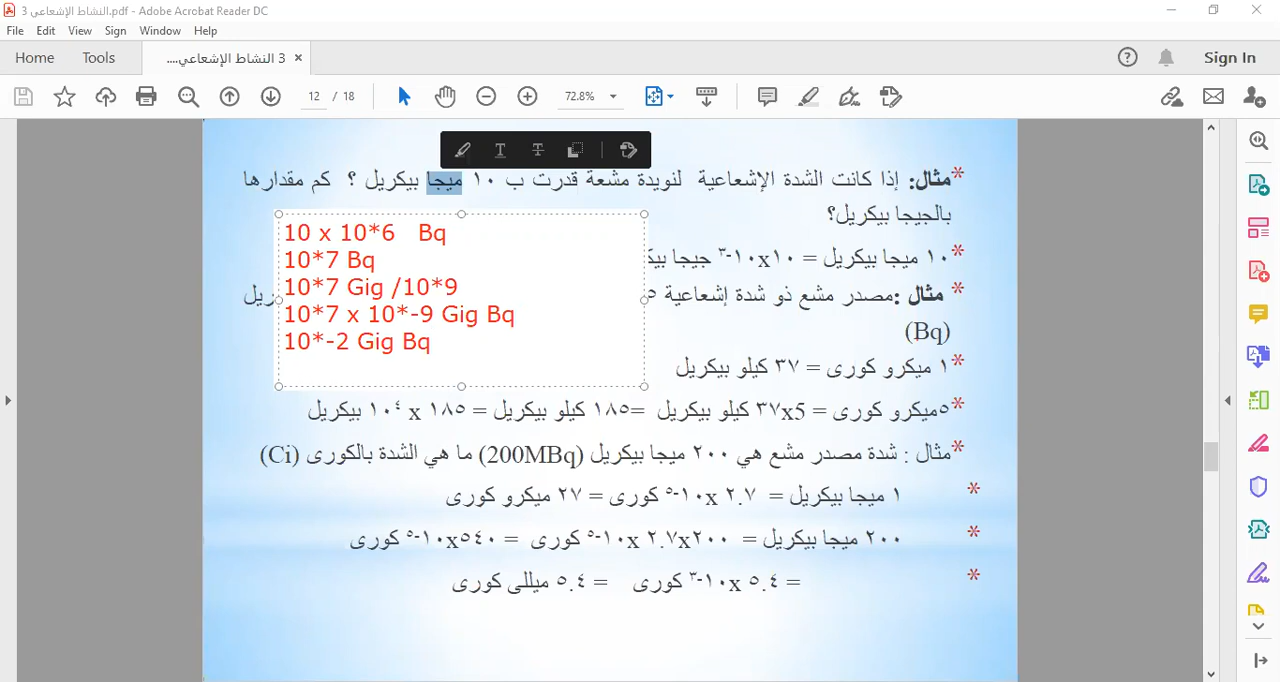 النشاط الإشعاعي 3.pdf - Adobe Acrobat Reader DC
File Edit View Sign Window Help
Home Tools 3 النشاط الإشعاعي.... × Sign In
12 / 18 72.8%
*مثال: إذا كانت الشدة الإشعاعية لنويدة مشعة قدرت ب ١٠ ميجا بيكريل ؟ كم مقدارها
بالجيجا بيكريل؟
10 x 10*6 Bq
10*7 Bq
10*7 Gig /10*9
10*7 x 10*-9 Gig Bq
10*-2 Gig Bq
*١٠ ميجا بيكريل = ١٠x١٠-٣ جيجا
* مثال :مصدر مشع ذو شدة إشعاعية ٥
(Bq)
*١ ميكرو كورى = ٣٧ كيلو بيكريل
*٥ميكرو كورى = ٣٧x5 كيلو بيكريل =١٨٥ كيلو بيكريل = ١٨٥ x ١٠٤ بيكريل
*مثال : شدة مصدر مشع هي ٢٠٠ ميجا بيكريل (200MBq) ما هي الشدة بالكورى (Ci)
* ١ ميجا بيكريل = ٢.٧ x١٠-٥ كورى = ٢٧ ميكرو كورى
* ٢٠٠ ميجا بيكريل = ٢٠٠x٢.٧ x١٠-٥ كورى = ٥٤٠x١٠-٥ كورى
* = ٥.٤ x١٠-٣ كورى = ٥.٤ ميللى كورى